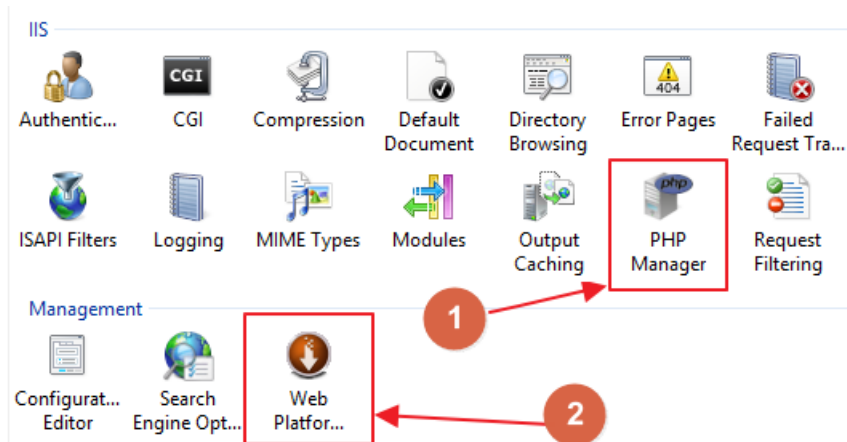 IIS
CGI
404
Authentic...
CGI
Compression
Default
Document
Directory
Browsing
Error Pages
Failed
Request Tra...
php
ISAPI Filters
Logging
MIME Types
Modules
Output
Caching
PHP
Manager
Request
Filtering
1
Management
Configurat...
Editor
Search
Engine Opt...
Web
Platfor...
2